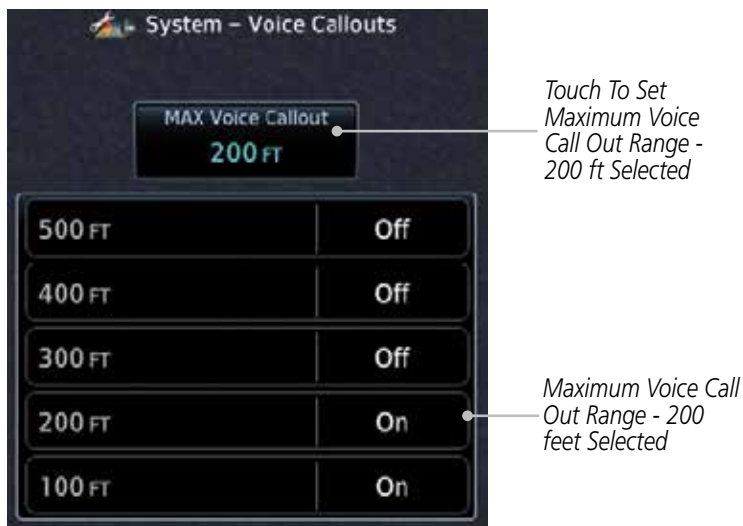 System – Voice Callouts
MAX Voice Callout
200 FT
Touch To Set
Maximum Voice
Call Out Range -
200 ft Selected
500 FT Off
400 FT Off
300 FT Off
200 FT On
100 FT On
Maximum Voice Call
Out Range - 200
feet Selected